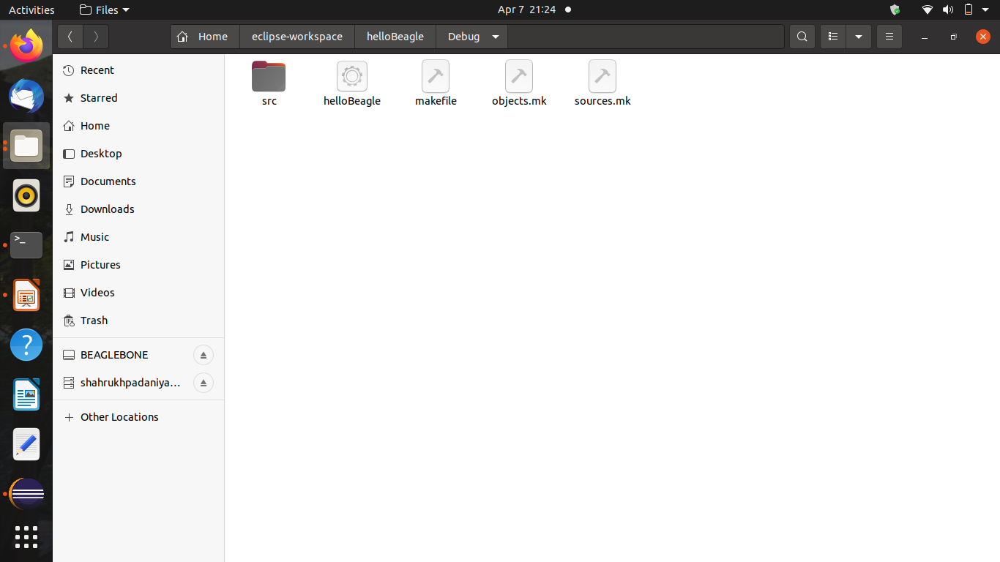 Activities Files Apr 7 21:24
Home eclipse-workspace helloBeagle Debug
Recent
Starred
Home
Desktop
Documents
Downloads
Music
Pictures
Videos
Trash
BEAGLEBONE
shahrukhpadaniya…
Other Locations
src helloBeagle makefile objects.mk sources.mk
>_
?